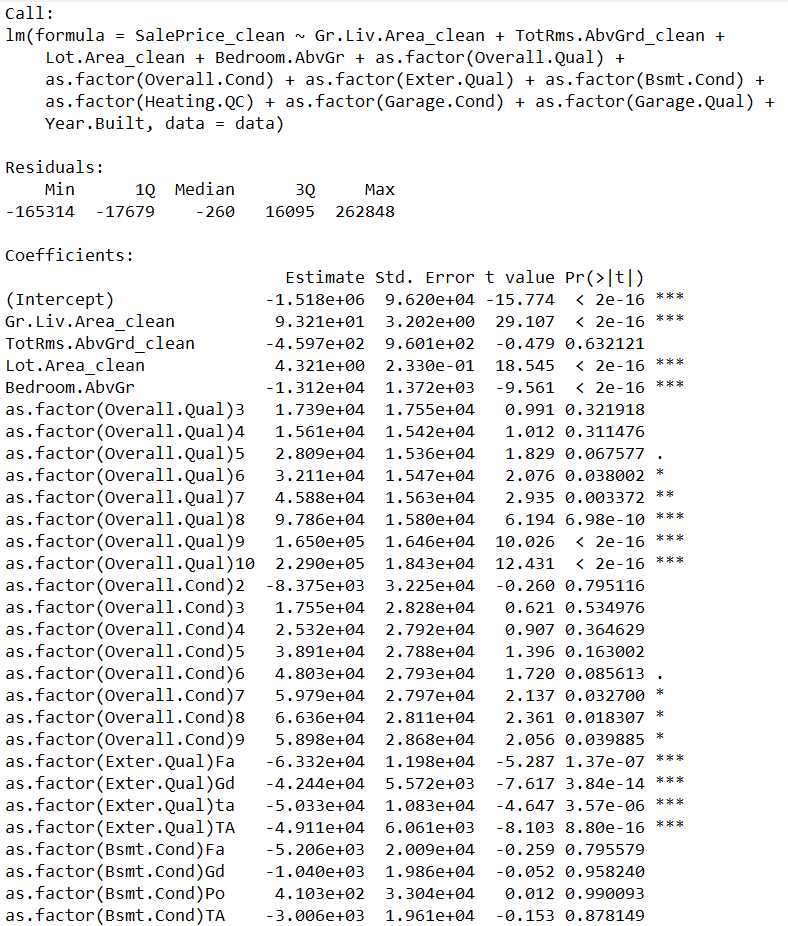 Call:
lm(formula = SalePrice_clean ~ Gr.Liv.Area_clean + TotRms.AbvGrd_clean +
    Lot.Area_clean + Bedroom.AbvGr + as.factor(Overall.Qual) +
    as.factor(Overall.Cond) + as.factor(Exter.Qual) + as.factor(Bsmt.Cond) +
    as.factor(Heating.QC) + as.factor(Garage.Cond) + as.factor(Garage.Qual) +
    Year.Built, data = data)

Residuals:
    Min      1Q  Median      3Q     Max
-165314  -17679    -260   16095  262848

Coefficients:
                            Estimate Std. Error t value Pr(>|t|)
(Intercept)               -1.518e+06  9.620e+04 -15.774  < 2e-16 ***
Gr.Liv.Area_clean          9.321e+01  3.202e+00  29.107  < 2e-16 ***
TotRms.AbvGrd_clean       -4.597e+02  9.601e+02  -0.479 0.632121
Lot.Area_clean             4.321e+00  2.330e-01  18.545  < 2e-16 ***
Bedroom.AbvGr             -1.312e+04  1.372e+03  -9.561  < 2e-16 ***
as.factor(Overall.Qual)3   1.739e+04  1.755e+04   0.991 0.321918
as.factor(Overall.Qual)4   1.561e+04  1.542e+04   1.012 0.311476
as.factor(Overall.Qual)5   2.809e+04  1.536e+04   1.829 0.067577 .
as.factor(Overall.Qual)6   3.211e+04  1.547e+04   2.076 0.038002 *
as.factor(Overall.Qual)7   4.588e+04  1.563e+04   2.935 0.003372 **
as.factor(Overall.Qual)8   9.786e+04  1.580e+04   6.194 6.98e-10 ***
as.factor(Overall.Qual)9   1.650e+05  1.646e+04  10.026  < 2e-16 ***
as.factor(Overall.Qual)10  2.290e+05  1.843e+04  12.431  < 2e-16 ***
as.factor(Overall.Cond)2  -8.375e+03  3.225e+04  -0.260 0.795116
as.factor(Overall.Cond)3   1.755e+04  2.828e+04   0.621 0.534976
as.factor(Overall.Cond)4   2.532e+04  2.792e+04   0.907 0.364629
as.factor(Overall.Cond)5   3.891e+04  2.788e+04   1.396 0.163002
as.factor(Overall.Cond)6   4.803e+04  2.793e+04   1.720 0.085613 .
as.factor(Overall.Cond)7   5.979e+04  2.797e+04   2.137 0.032700 *
as.factor(Overall.Cond)8   6.636e+04  2.811e+04   2.361 0.018307 *
as.factor(Overall.Cond)9   5.898e+04  2.868e+04   2.056 0.039885 *
as.factor(Exter.Qual)Fa   -6.332e+04  1.198e+04  -5.287 1.37e-07 ***
as.factor(Exter.Qual)Gd   -4.244e+04  5.572e+03  -7.617 3.84e-14 ***
as.factor(Exter.Qual)ta   -5.033e+04  1.083e+04  -4.647 3.57e-06 ***
as.factor(Exter.Qual)TA   -4.911e+04  6.061e+03  -8.103 8.80e-16 ***
as.factor(Bsmt.Cond)Fa    -5.206e+03  2.009e+04  -0.259 0.795579
as.factor(Bsmt.Cond)Gd    -1.040e+03  1.986e+04  -0.052 0.958240
as.factor(Bsmt.Cond)Po     4.103e+02  3.304e+04   0.012 0.990093
as.factor(Bsmt.Cond)TA    -3.006e+03  1.961e+04  -0.153 0.878149